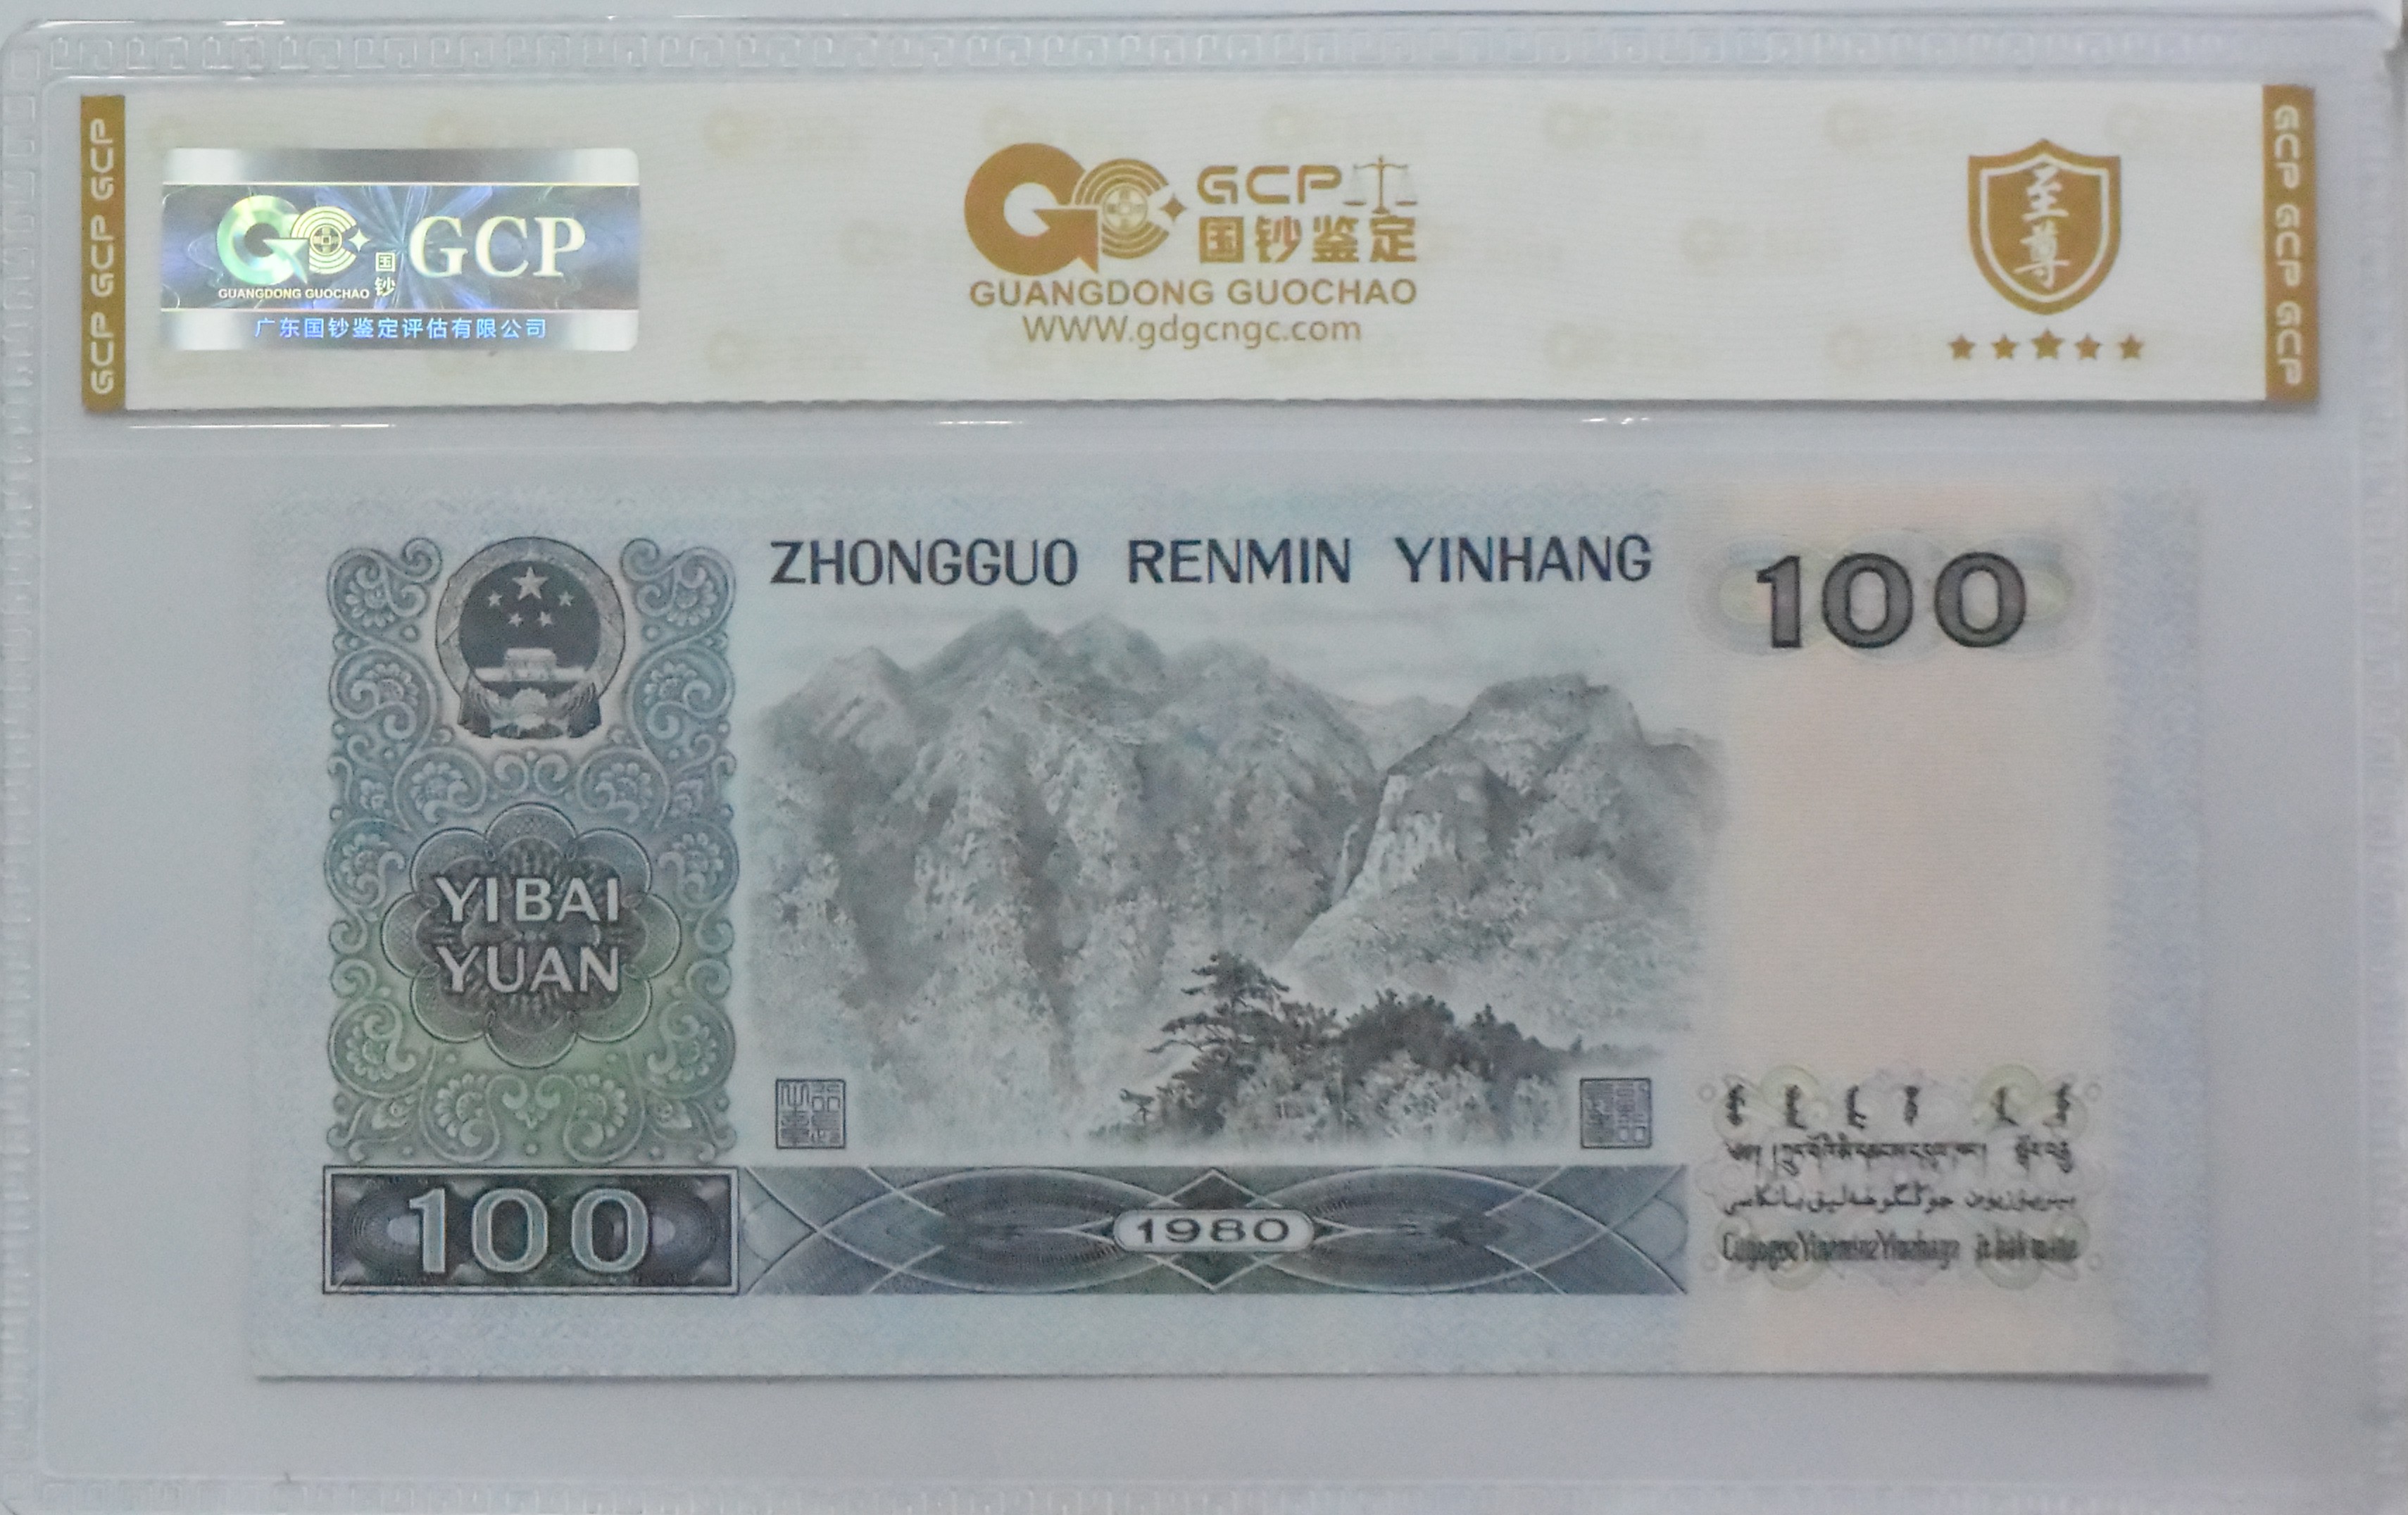 GCP GCP GCP
GCP
国钞
GUANGDONG GUOCHAO
广东国钞鉴定评估有限公司
GCP
国钞鉴定
GUANGDONG GUOCHAO
WWW.gdgcngc.com
至尊
GCP GCP GCP
ZHONGGUO RENMIN YINHANG
100
YI BAI
YUAN
100
1980